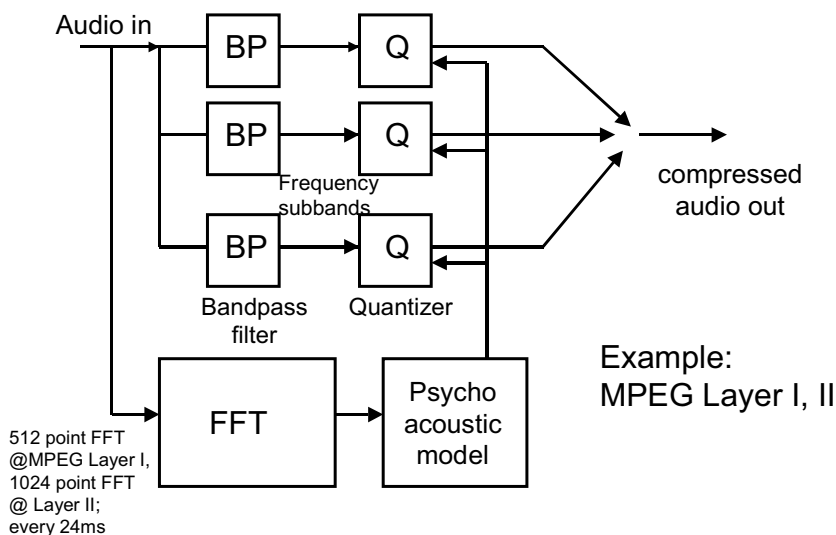 Audio in
BP
Q
BP
Q
Frequency
subbands
BP
Q
compressed
audio out
Bandpass
filter
Quantizer
Example:
MPEG Layer I, II
FFT
Psycho
acoustic
model
512 point FFT
@MPEG Layer I,
1024 point FFT
@ Layer II;
every 24ms